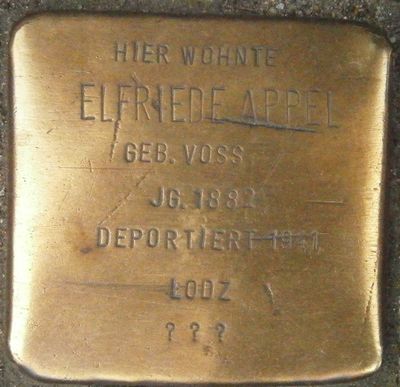 HIER WOHNTE
ELFRIEDE APPEL
GEB. VOSS
JG. 1882
DEPORTIERT 1941
ŁODZ
? ? ?